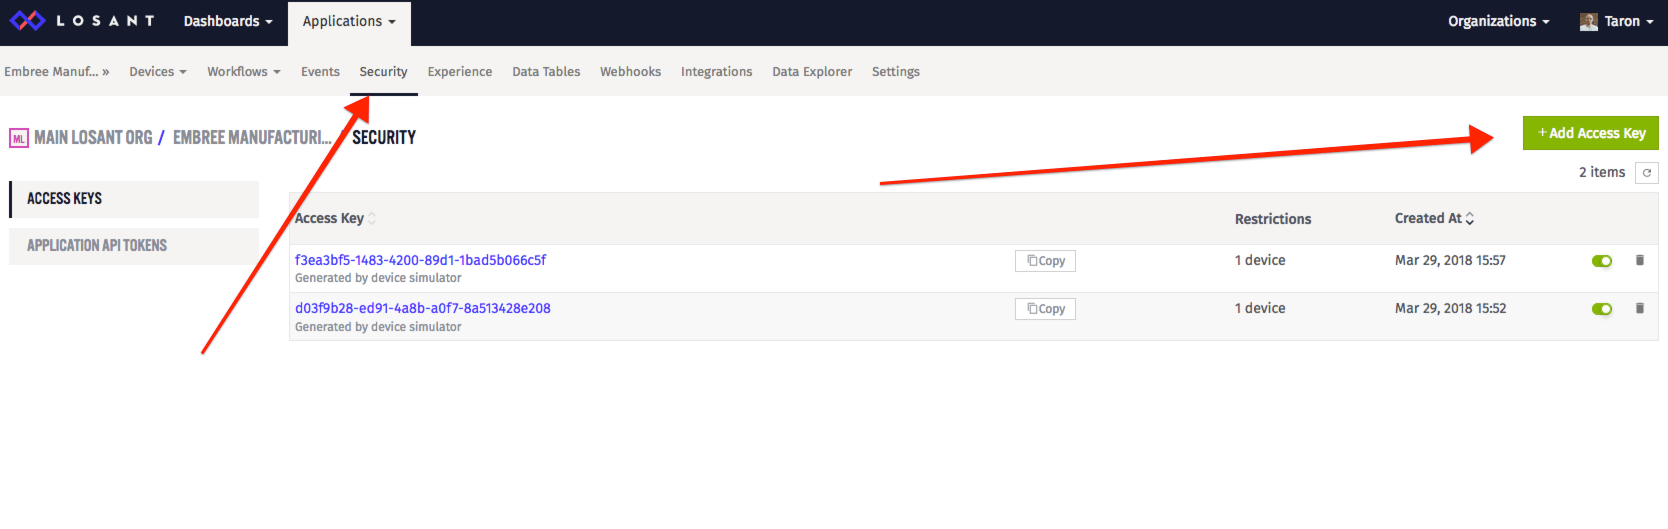 LOSANT Dashboards Applications Organizations Taron
Embree Manuf... » Devices Workflows Events Security Experience Data Tables Webhooks Integrations Data Explorer Settings
ML MAIN LOSANT ORG / EMBREE MANUFACTURI... / SECURITY
+ Add Access Key
2 items
ACCESS KEYS
APPLICATION API TOKENS
Access Key Restrictions Created At
f3ea3bf5-1483-4200-89d1-1bad5b066c5f Copy 1 device Mar 29, 2018 15:57
Generated by device simulator
d03f9b28-ed91-4a8b-a0f7-8a513428e208 Copy 1 device Mar 29, 2018 15:52
Generated by device simulator